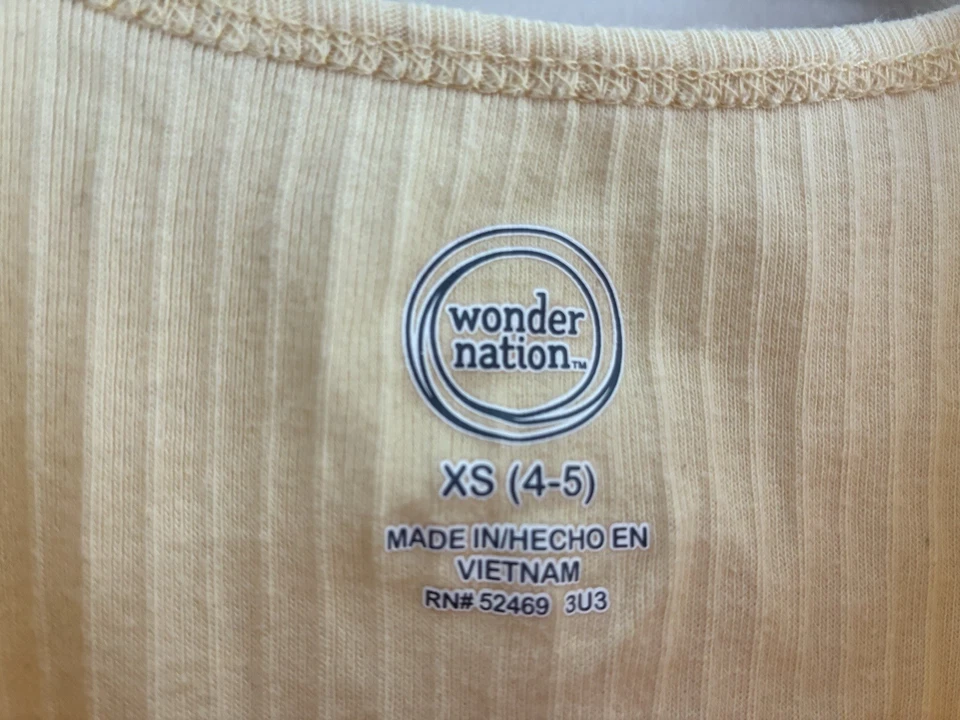 wonder
nation™
XS (4-5)
MADE IN/HECHO EN
VIETNAM
RN# 52469 3U3